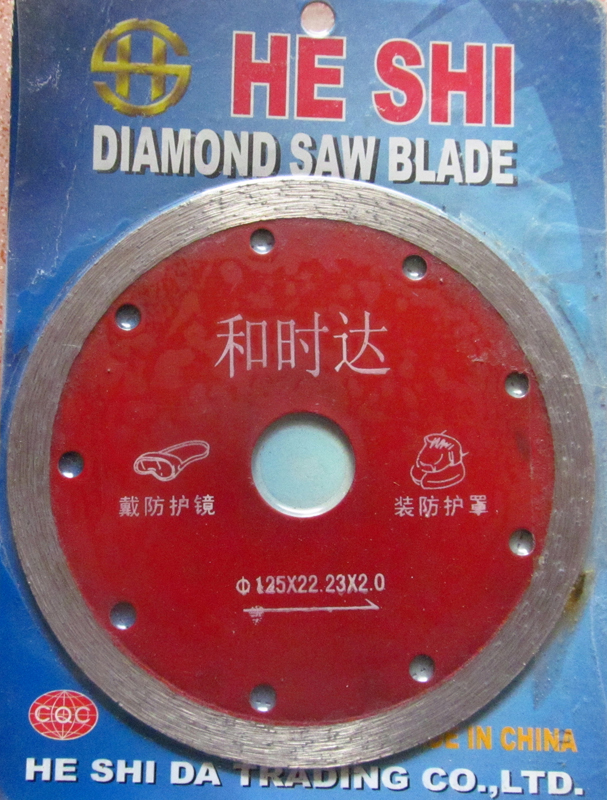 SH
HE SHI
DIAMOND SAW BLADE
和时达
戴防护镜
装防护罩
Φ125X22.23X2.0
CQC
IN CHINA
HE SHI DA TRADING CO.,LTD.